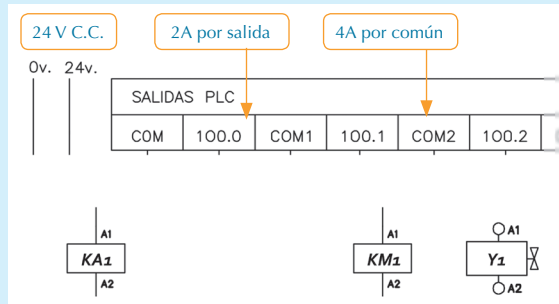 24 V C.C.
2A por salida
4A por común
0v. 24v.
SALIDAS PLC
COM 100.0 COM1 100.1 COM2 100.2
A1 A1 A1
KA1 KM1 Y1
A2 A2 A2